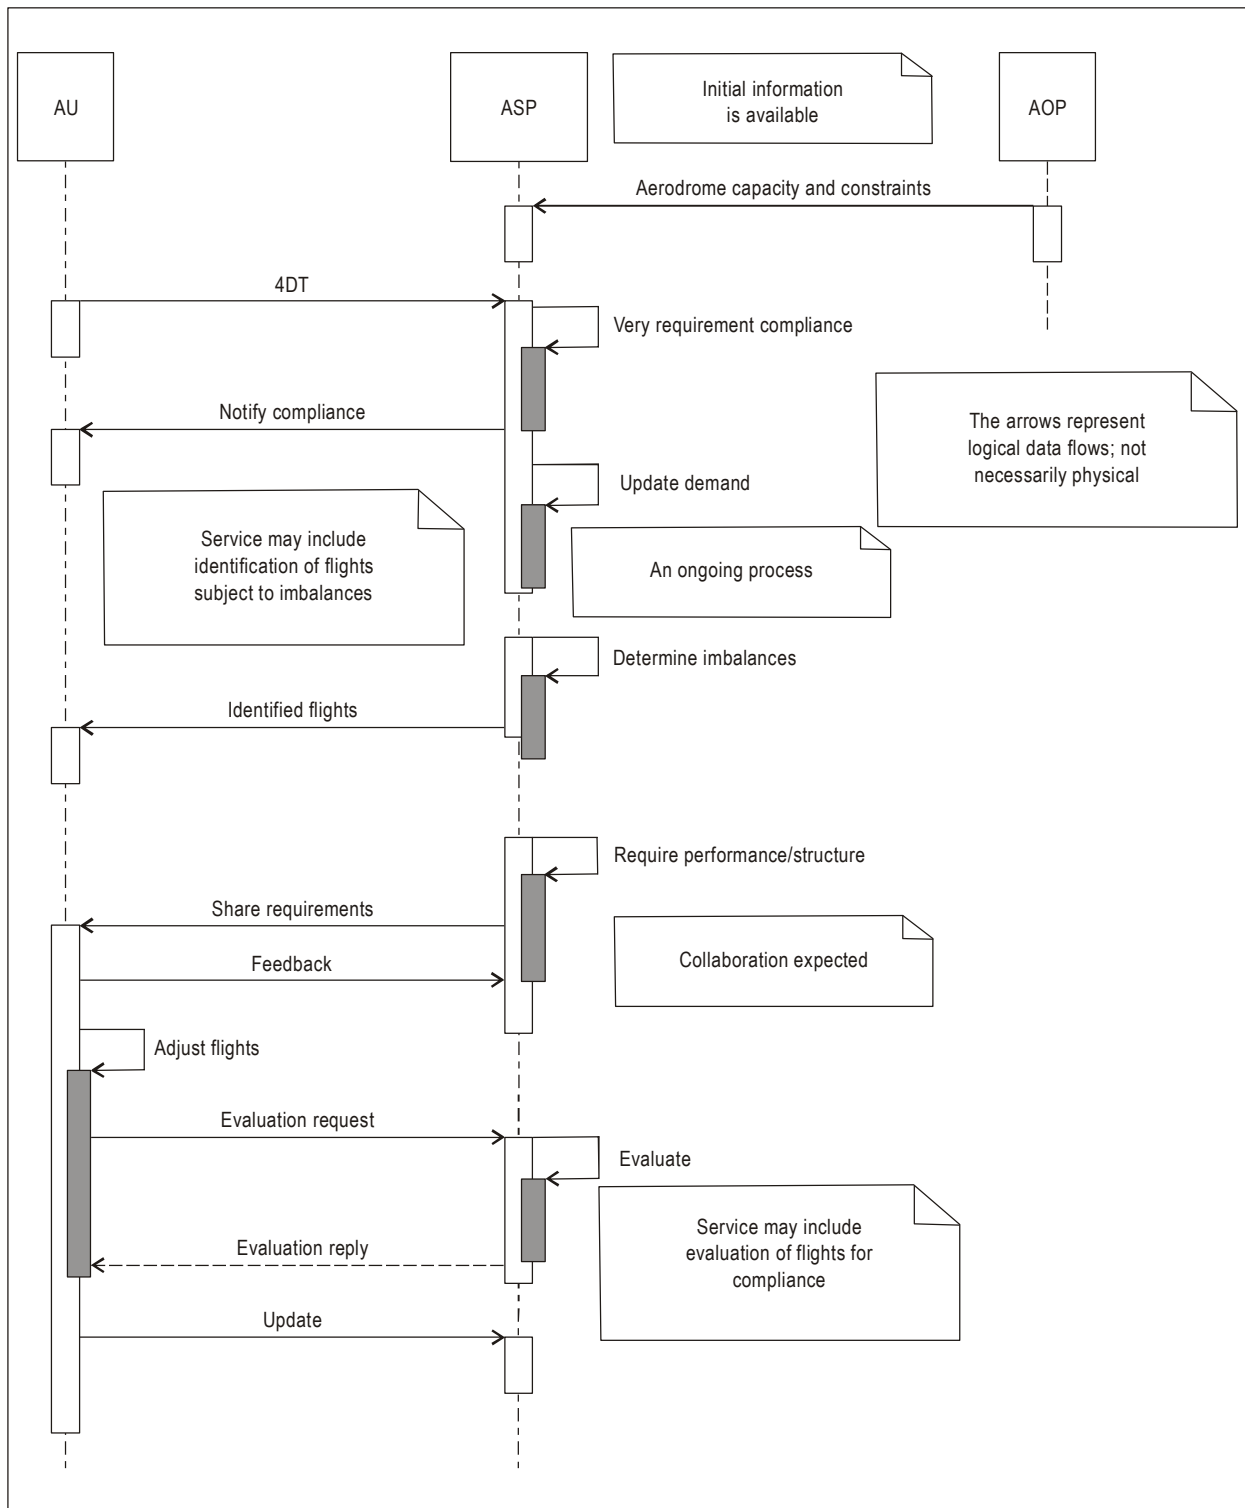 AU
ASP
Initial information
is available
AOP
Aerodrome capacity and constraints
4DT
Very requirement compliance
Notify compliance
The arrows represent
logical data flows; not
necessarily physical
Update demand
Service may include
identification of flights
subject to imbalances
An ongoing process
Determine imbalances
Identified flights
Require performance/structure
Share requirements
Collaboration expected
Feedback
Adjust flights
Evaluation request
Evaluate
Service may include
evaluation of flights for
compliance
Evaluation reply
Update